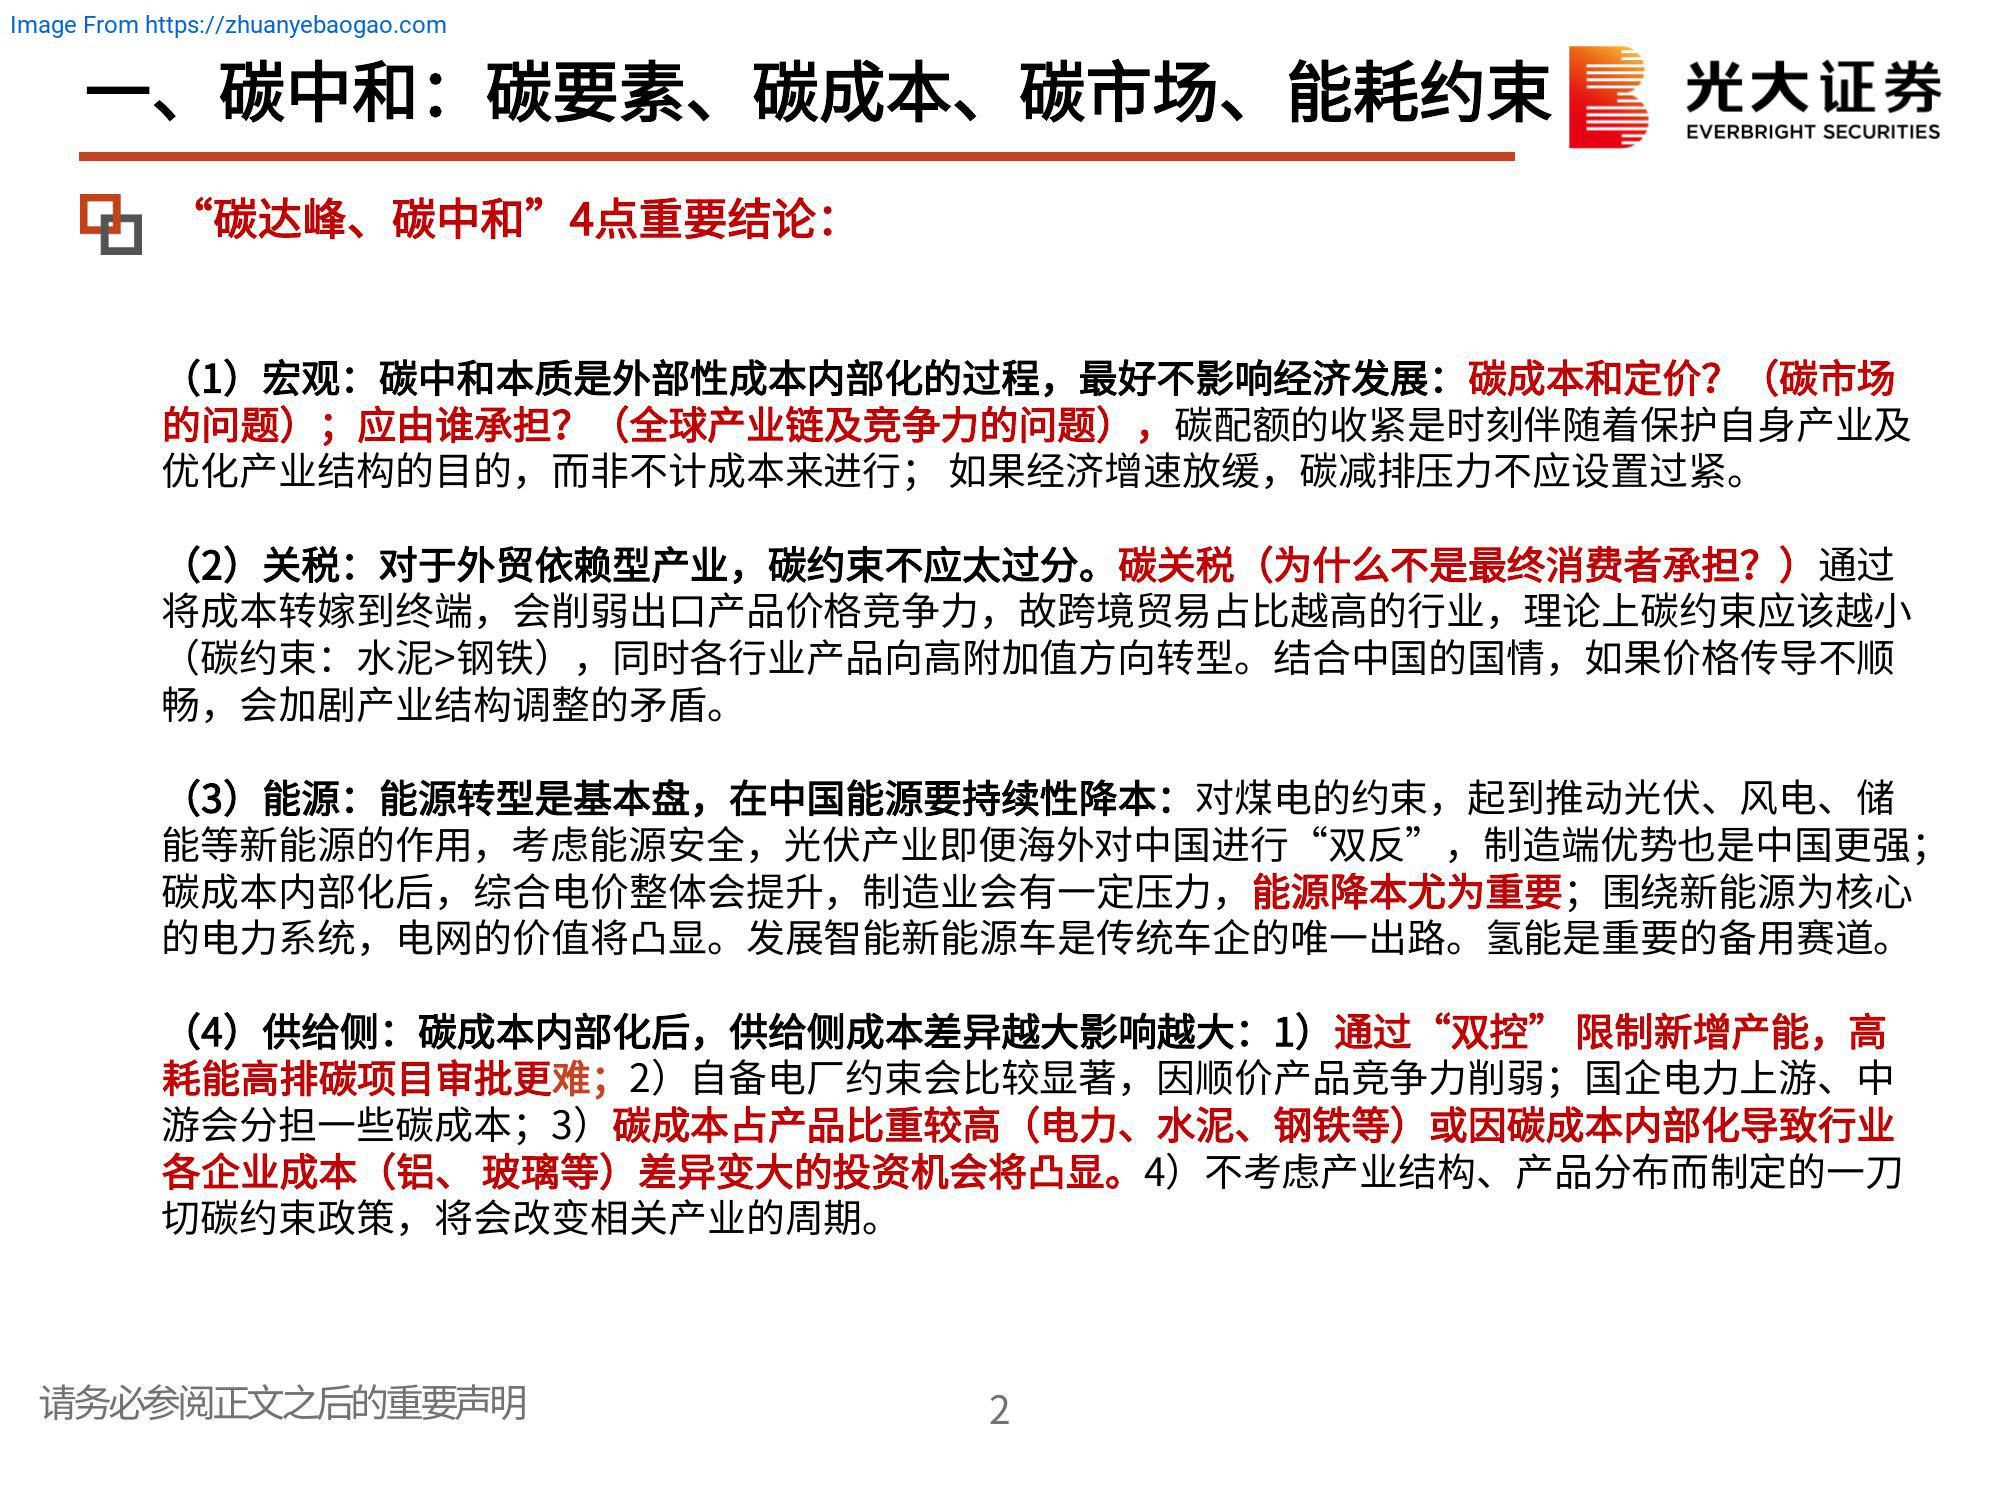 Image From https://zhuanyebaogao.com
一、碳中和：碳要素、碳成本、碳市场、能耗约束
光大证券
EVERBRIGHT SECURITIES
“碳达峰、碳中和”4点重要结论：
（1）宏观：碳中和本质是外部性成本内部化的过程，最好不影响经济发展：碳成本和定价？（碳市场
的问题）；应由谁承担？（全球产业链及竞争力的问题），碳配额的收紧是时刻伴随着保护自身产业及
优化产业结构的目的，而非不计成本来进行； 如果经济增速放缓，碳减排压力不应设置过紧。
（2）关税：对于外贸依赖型产业，碳约束不应太过分。碳关税（为什么不是最终消费者承担？）通过
将成本转嫁到终端，会削弱出口产品价格竞争力，故跨境贸易占比越高的行业，理论上碳约束应该越小
（碳约束：水泥>钢铁），同时各行业产品向高附加值方向转型。结合中国的国情，如果价格传导不顺
畅，会加剧产业结构调整的矛盾。
（3）能源：能源转型是基本盘，在中国能源要持续性降本：对煤电的约束，起到推动光伏、风电、储
能等新能源的作用，考虑能源安全，光伏产业即便海外对中国进行“双反”，制造端优势也是中国更强；
碳成本内部化后，综合电价整体会提升，制造业会有一定压力，能源降本尤为重要；围绕新能源为核心
的电力系统，电网的价值将凸显。发展智能新能源车是传统车企的唯一出路。氢能是重要的备用赛道。
（4）供给侧：碳成本内部化后，供给侧成本差异越大影响越大：1）通过“双控” 限制新增产能，高
耗能高排碳项目审批更难；2）自备电厂约束会比较显著，因顺价产品竞争力削弱；国企电力上游、中
游会分担一些碳成本；3）碳成本占产品比重较高（电力、水泥、钢铁等）或因碳成本内部化导致行业
各企业成本（铝、 玻璃等）差异变大的投资机会将凸显。4）不考虑产业结构、产品分布而制定的一刀
切碳约束政策，将会改变相关产业的周期。
请务必参阅正文之后的重要声明
2